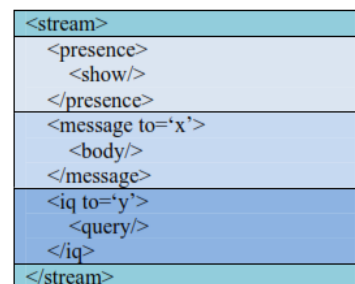 <stream>
<presence>
<show/>
</presence>
<message to=‘x’>
<body/>
</message>
<iq to=‘y’>
<query/>
</iq>
</stream>